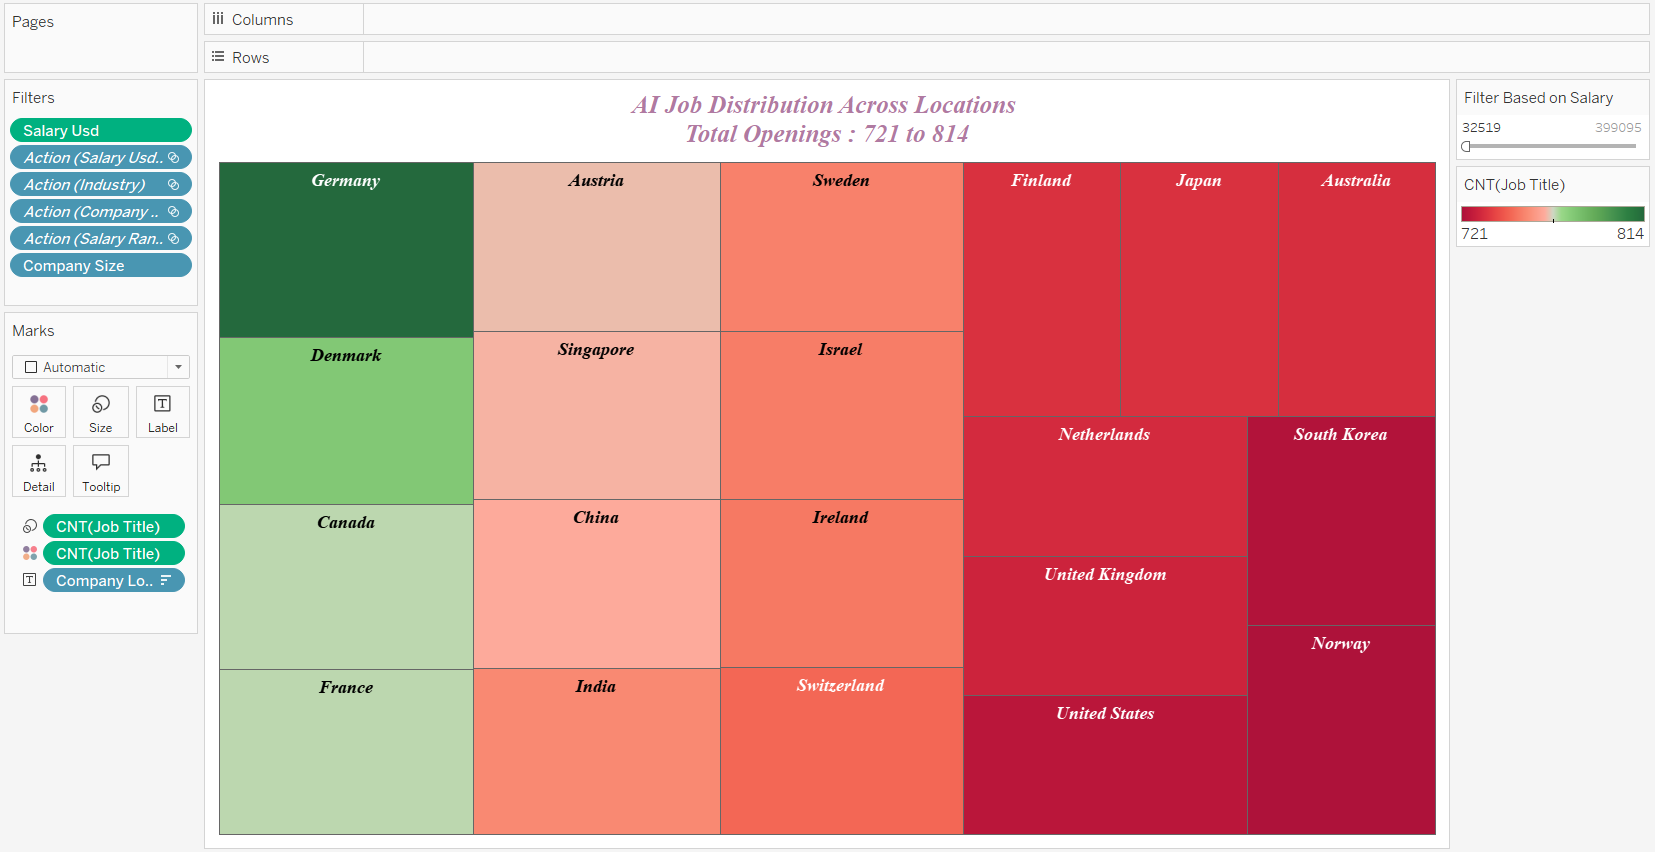 Pages
Columns
Rows
Filters
Salary Usd
Action (Salary Usd..
Action (Industry)
Action (Company ..
Action (Salary Ran..
Company Size
Marks
Automatic
Color
Size
Label
Detail
Tooltip
CNT(Job Title)
CNT(Job Title)
Company Lo..
AI Job Distribution Across Locations
Total Openings : 721 to 814
Germany
Denmark
Canada
France
Austria
Singapore
China
India
Sweden
Israel
Ireland
Switzerland
Finland
Japan
Australia
Netherlands
United Kingdom
United States
South Korea
Norway
Filter Based on Salary
32519 399095
CNT(Job Title)
721 814